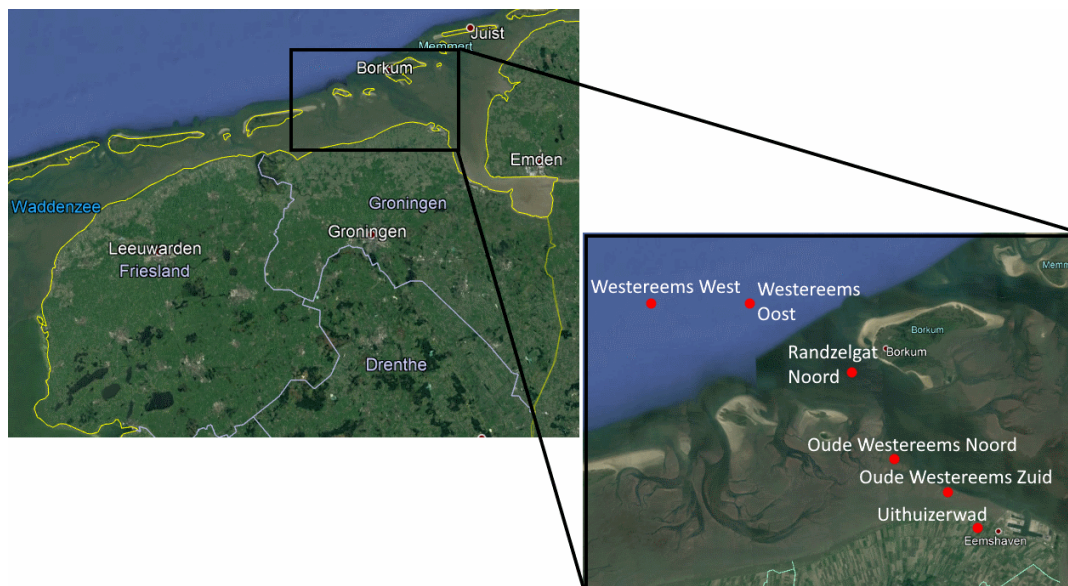 Juist
Memmert
Borkum
Emden
Waddenzee
Groningen
Groningen
Leeuwarden
Friesland
Drenthe
Westereems West
Westereems
Oost
Memm
Borkum
Randzelgat
Noord
Borkum
Oude Westereems Noord
Oude Westereems Zuid
Uithuizerwad
Eemshaven